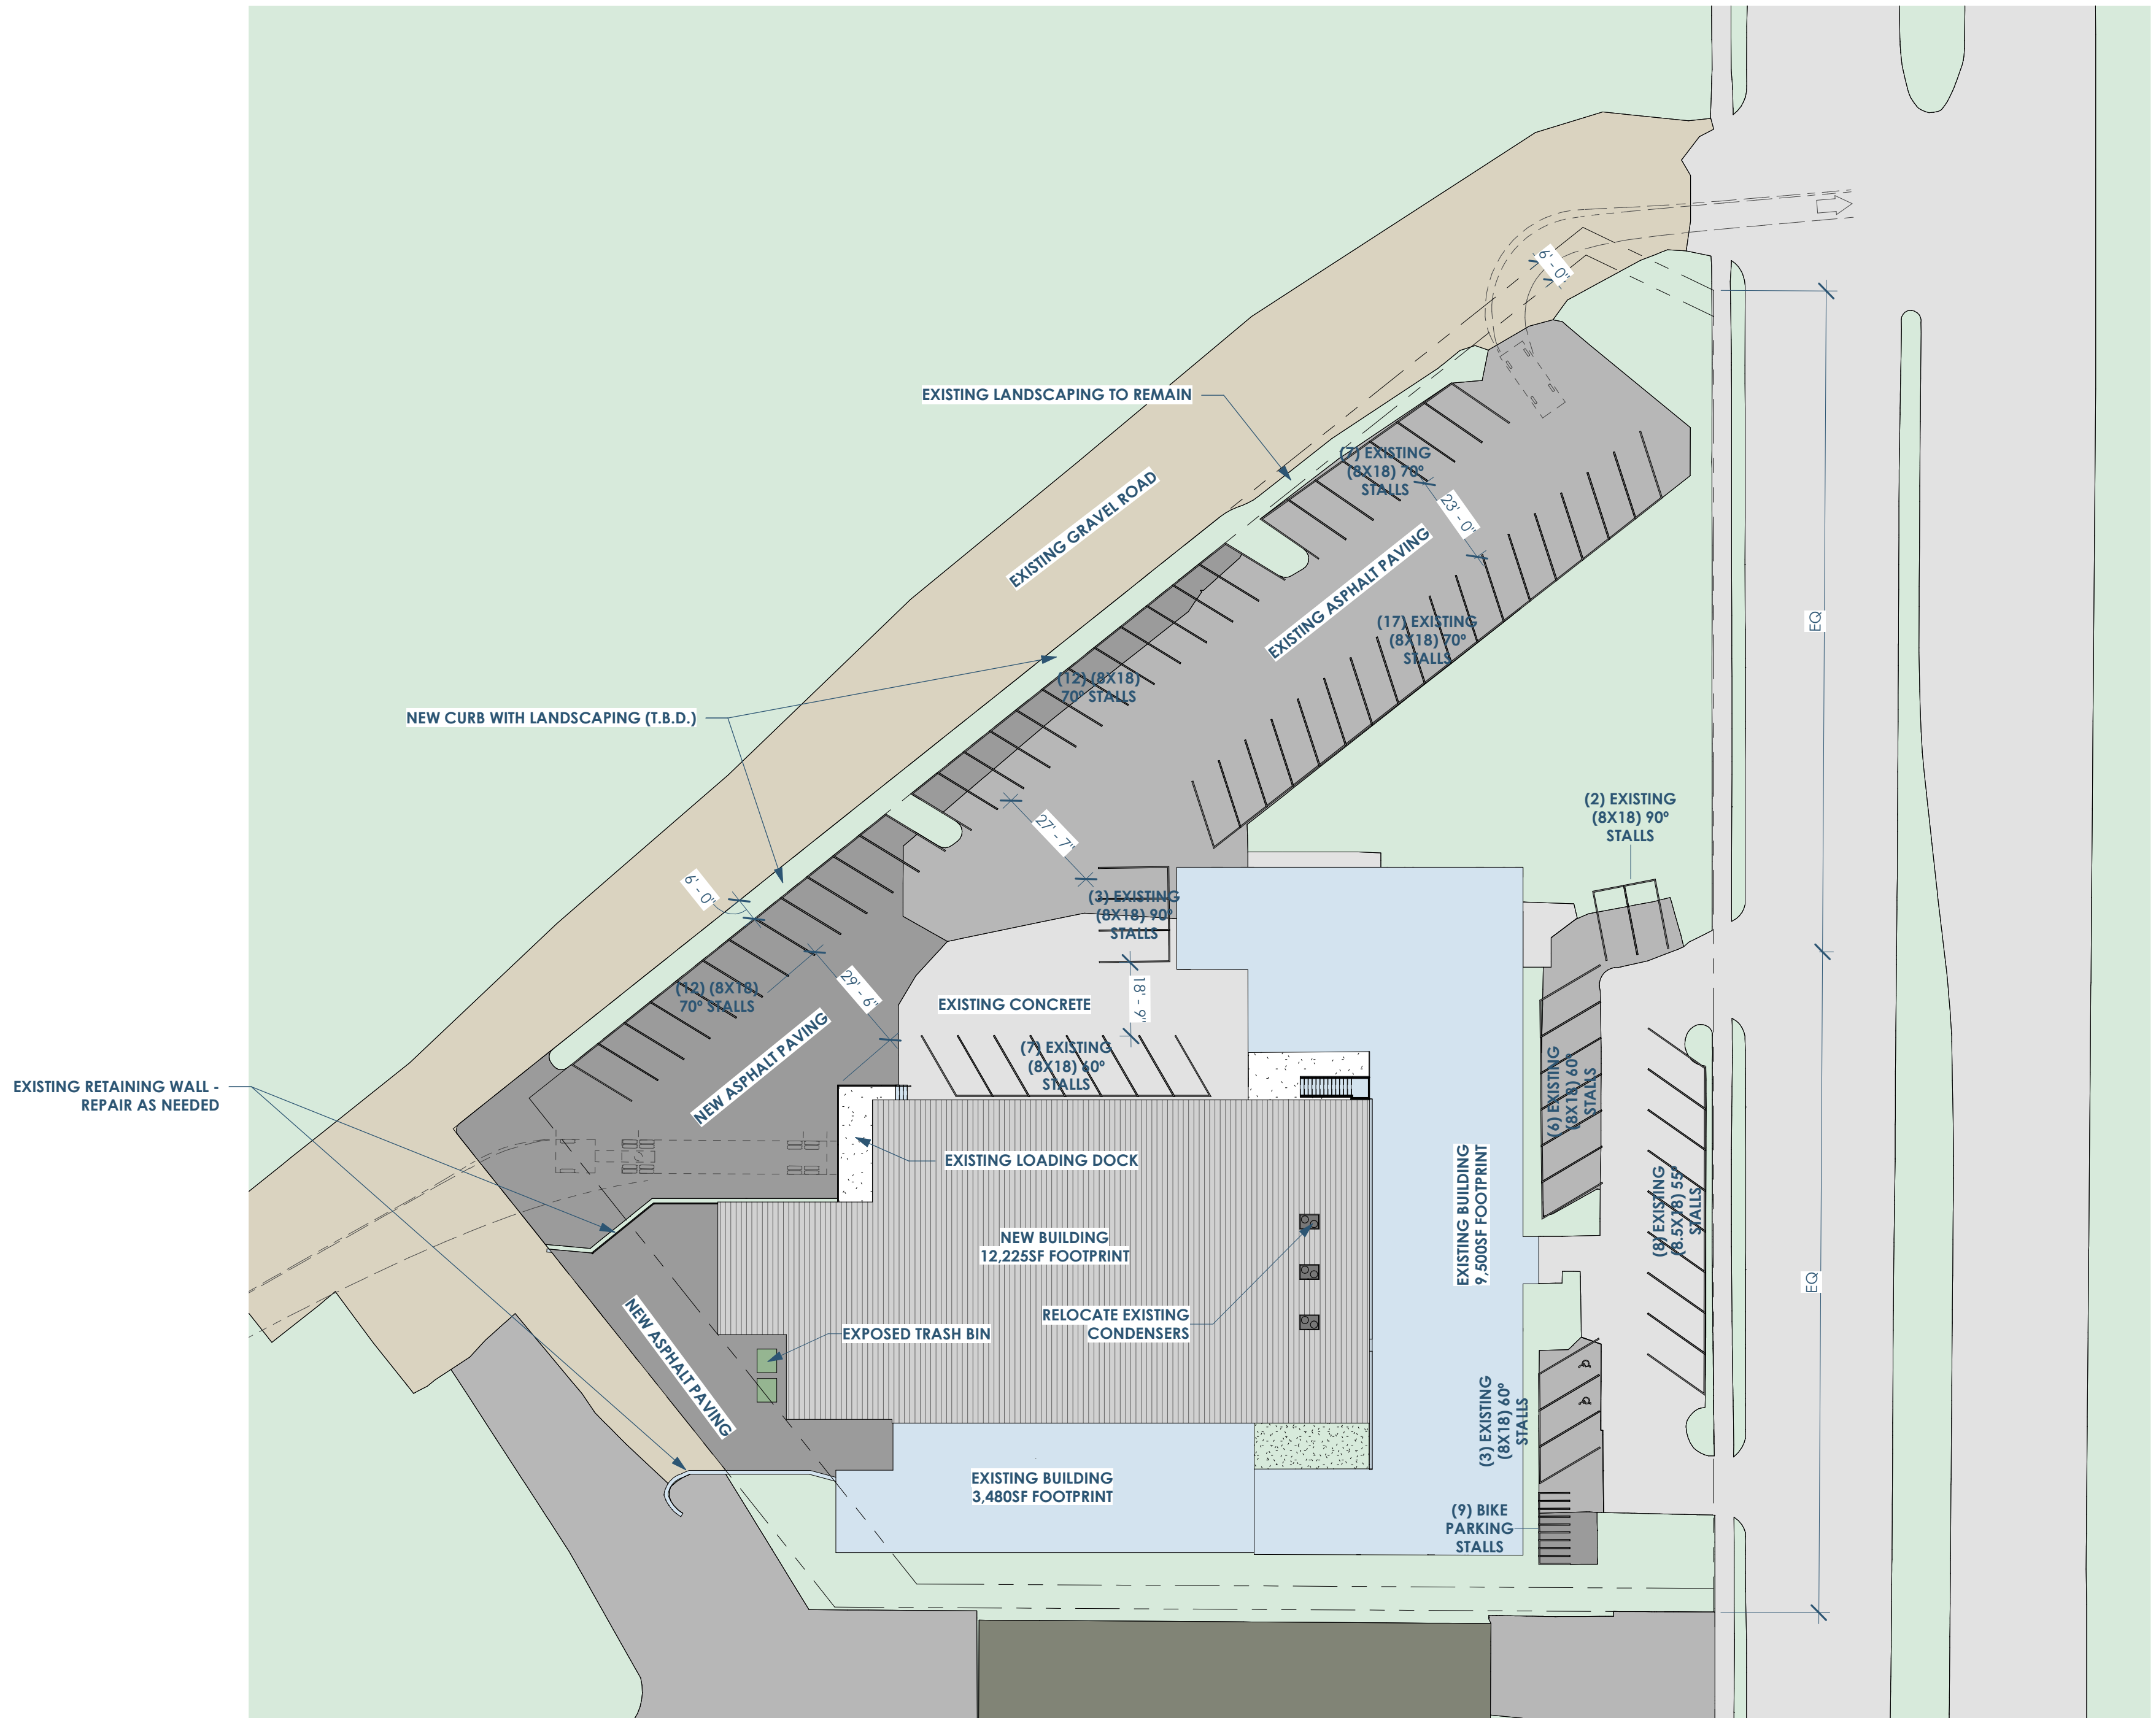 6' - 0"
EXISTING LANDSCAPING TO REMAIN
(7) EXISTING
(8X18) 70°
STALLS
EXISTING GRAVEL ROAD
23' - 0"
EXISTING ASPHALT PAVING
(17) EXISTING
(8X18) 70°
STALLS
EQ
(12) (8X18)
70° STALLS
NEW CURB WITH LANDSCAPING (T.B.D.)
(2) EXISTING
(8X18) 90°
STALLS
27' - 7"
6' - 0"
(3) EXISTING
(8X18) 90°
STALLS
29' - 6"
(12) (8X18)
70° STALLS
EXISTING CONCRETE
18' - 9"
NEW ASPHALT PAVING
(7) EXISTING
(8X18) 60°
STALLS
(6) EXISTING
(8X18) 60°
STALLS
EXISTING RETAINING WALL -
REPAIR AS NEEDED
EXISTING LOADING DOCK
EXISTING BUILDING
9,500SF FOOTPRINT
(8) EXISTING
(8.5X18) 55°
STALLS
NEW BUILDING
12,225SF FOOTPRINT
EQ
RELOCATE EXISTING
CONDENSERS
EXPOSED TRASH BIN
NEW ASPHALT PAVING
(3) EXISTING
(8X18) 60°
STALLS
EXISTING BUILDING
3,480SF FOOTPRINT
(9) BIKE
PARKING
STALLS